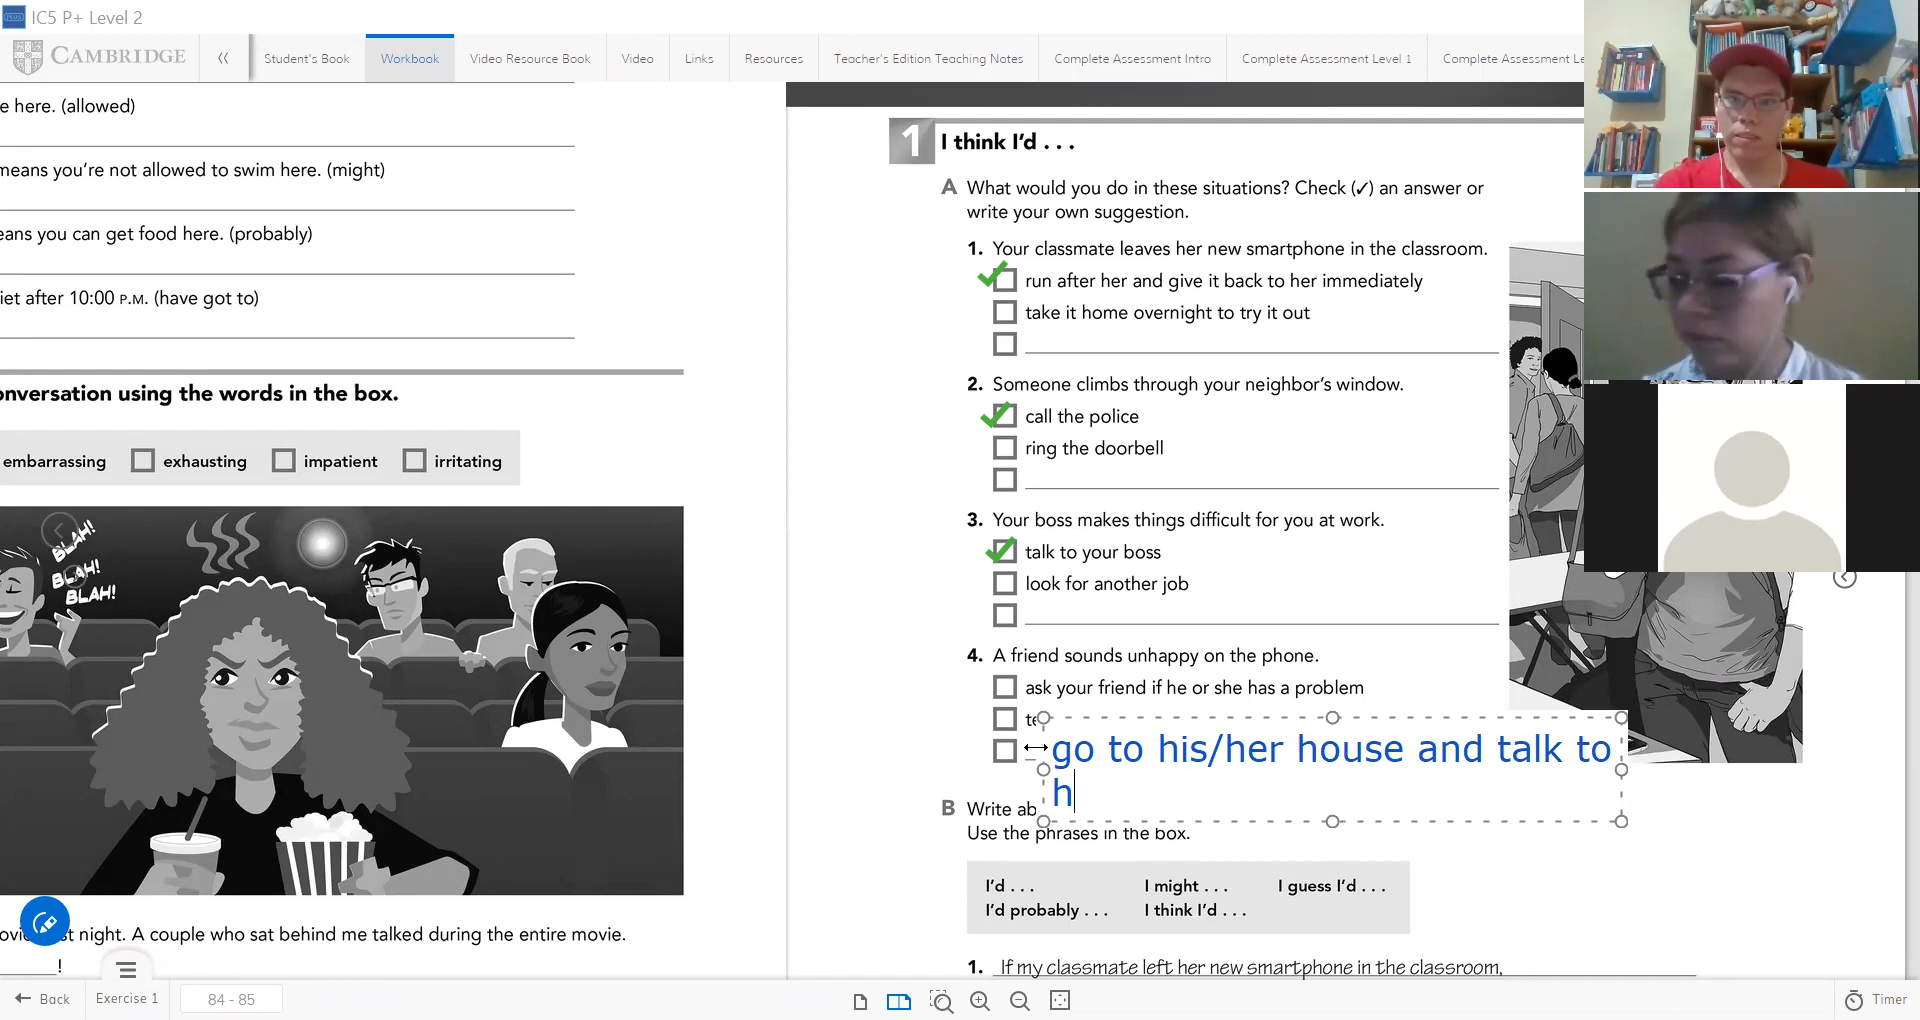 IC5 P+ Level 2
CAMBRIDGE
Student's Book
Workbook
Video Resource Book
Video
Links
Resources
Teacher's Edition Teaching Notes
Complete Assessment Intro
Complete Assessment Level 1
Complete Assessment Le
e here. (allowed)
means you're not allowed to swim here. (might)
eans you can get food here. (probably)
iet after 10:00 P.M. (have got to)
onversation using the words in the box.
embarrassing exhausting impatient irritating
BLAH!
BLAH!
BLAH!
ovie st night. A couple who sat behind me talked during the entire movie.
!
1 I think I'd . . .
A What would you do in these situations? Check (✓) an answer or
write your own suggestion.
1. Your classmate leaves her new smartphone in the classroom.
run after her and give it back to her immediately
take it home overnight to try it out
2. Someone climbs through your neighbor's window.
call the police
ring the doorbell
3. Your boss makes things difficult for you at work.
talk to your boss
look for another job
4. A friend sounds unhappy on the phone.
ask your friend if he or she has a problem
te
go to his/her house and talk to
h
B Write ab
Use the phrases in the box.
I'd . . . I might . . . I guess I'd . . .
I'd probably . . . I think I'd . . .
1. If my classmate left her new smartphone in the classroom,
Back
Exercise 1
84 - 85
Timer